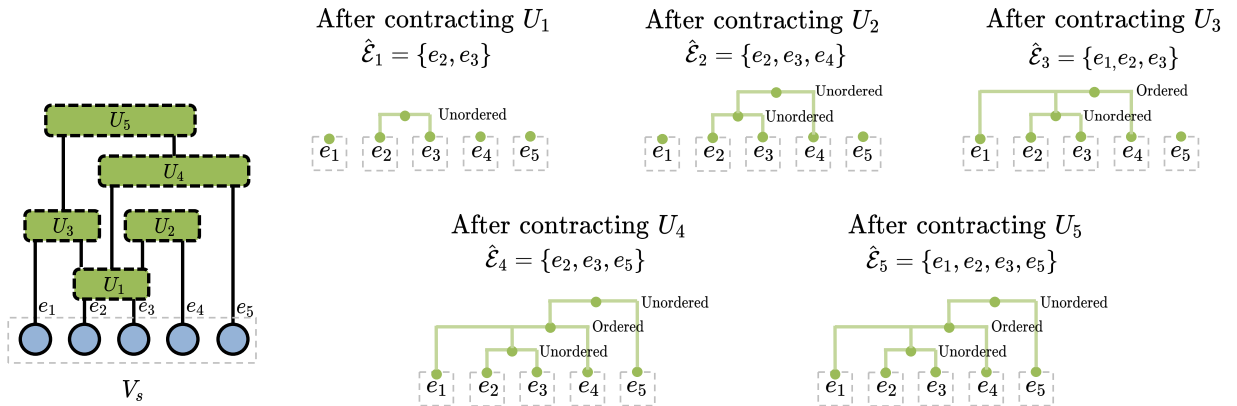 U₅
U₄
U₃ U₂
U₁
e₁ e₂ e₃ e₄ e₅
Vₛ
After contracting U₁
Ê₁ = {e₂, e₃}
Unordered
e₁ e₂ e₃ e₄ e₅
After contracting U₂
Ê₂ = {e₂, e₃, e₄}
Unordered
Unordered
e₁ e₂ e₃ e₄ e₅
After contracting U₃
Ê₃ = {e₁,e₂, e₃}
Ordered
Unordered
e₁ e₂ e₃ e₄ e₅
After contracting U₄
Ê₄ = {e₂, e₃, e₅}
Unordered
Ordered
Unordered
e₁ e₂ e₃ e₄ e₅
After contracting U₅
Ê₅ = {e₁, e₂, e₃, e₅}
Unordered
Ordered
Unordered
e₁ e₂ e₃ e₄ e₅